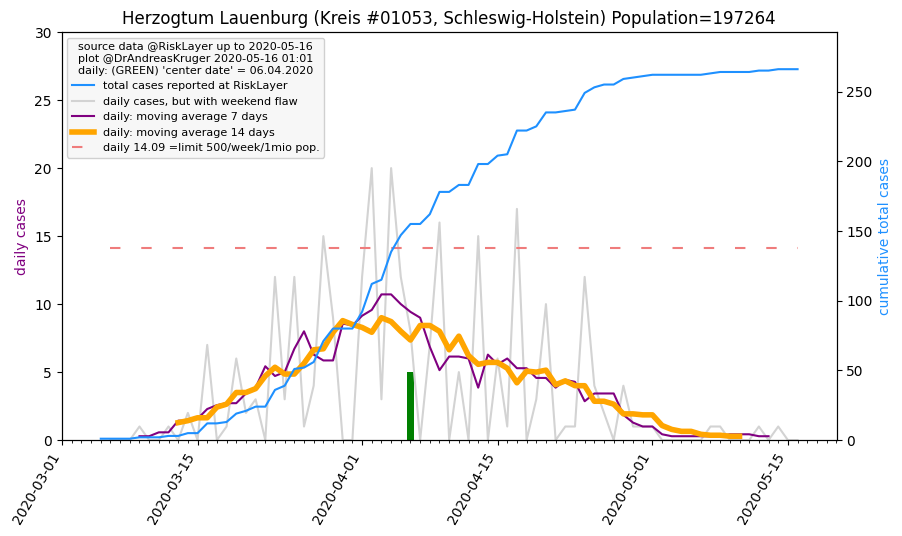 Herzogtum Lauenburg (Kreis #01053, Schleswig-Holstein) Population=197264
source data @RiskLayer up to 2020-05-16
plot @DrAndreasKruger 2020-05-16 01:01
daily: (GREEN) 'center date' = 06.04.2020
total cases reported at RiskLayer
daily cases, but with weekend flaw
daily: moving average 7 days
daily: moving average 14 days
daily 14.09 =limit 500/week/1mio pop.
daily cases
30
25
20
15
10
5
0
cumulative total cases
250
200
150
100
50
0
2020-03-01
2020-03-15
2020-04-01
2020-04-15
2020-05-01
2020-05-15